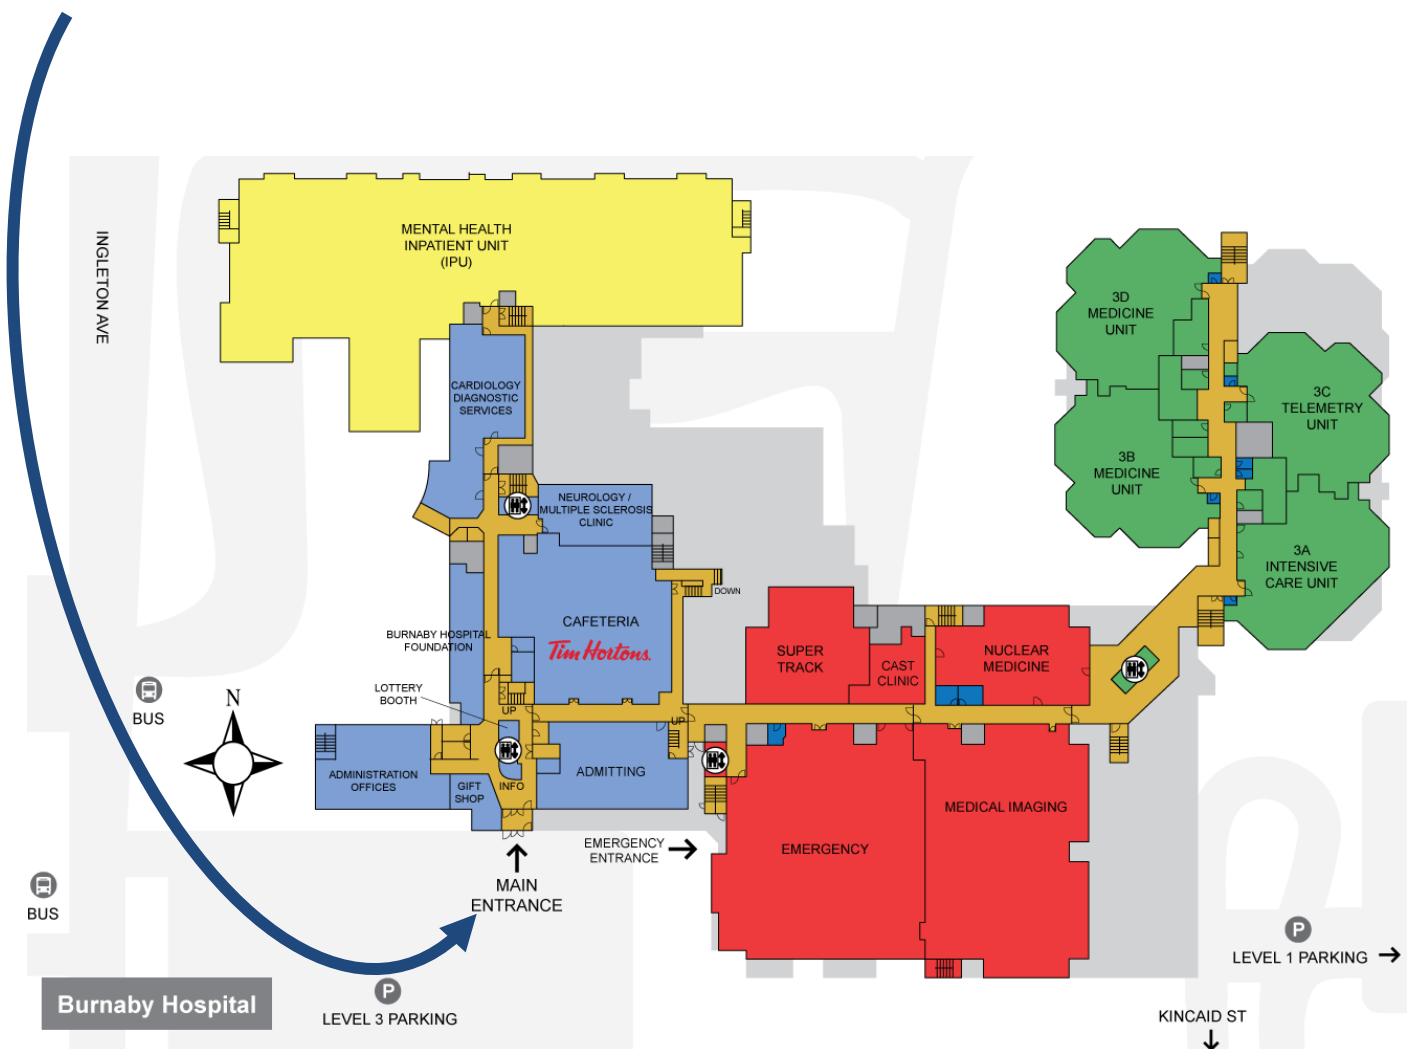 MENTAL HEALTH
INPATIENT UNIT
(IPU)
INGLETON AVE
3D
MEDICINE
UNIT
CARDIOLOGY
DIAGNOSTIC
SERVICES
3C
TELEMETRY
UNIT
3B
MEDICINE
UNIT
NEUROLOGY /
MULTIPLE SCLEROSIS
CLINIC
3A
INTENSIVE
CARE UNIT
DOWN
CAFETERIA
Tim Hortons.
BURNABY HOSPITAL
FOUNDATION
SUPER
TRACK
CAST
CLINIC
NUCLEAR
MEDICINE
LOTTERY
BOOTH
UP
UP
N
BUS
ADMINISTRATION
OFFICES
GIFT
SHOP
INFO
ADMITTING
MEDICAL IMAGING
EMERGENCY
ENTRANCE
EMERGENCY
MAIN
ENTRANCE
BUS
P
LEVEL 1 PARKING
Burnaby Hospital
P
LEVEL 3 PARKING
KINCAID ST